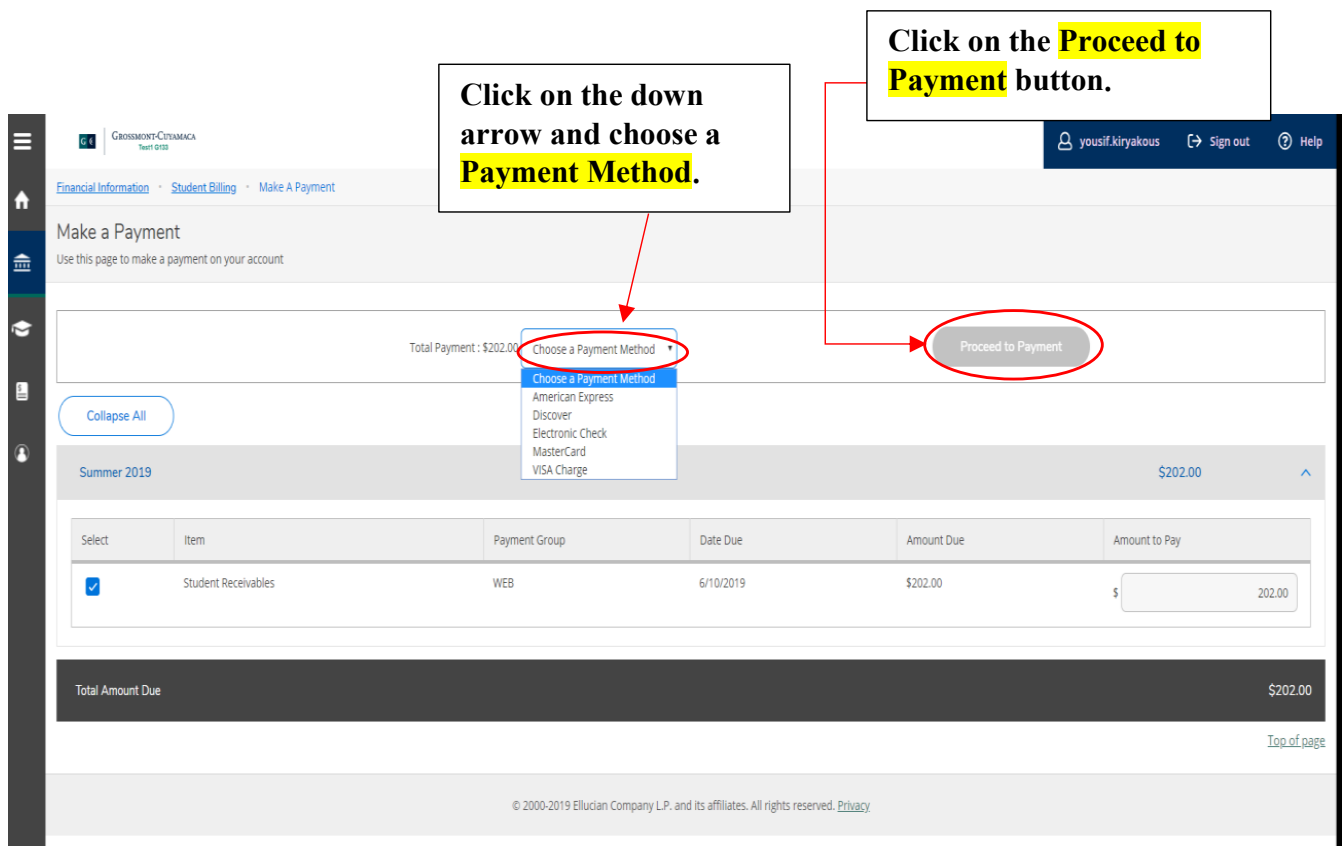 Click on the Proceed to
Payment button.
Click on the down
arrow and choose a
Payment Method.
G C GROSSMONT-CUYAMACA
Test1 G133
yousif.kiryakous Sign out Help
Financial Information · Student Billing · Make A Payment
Make a Payment
Use this page to make a payment on your account
Total Payment : $202.00 Choose a Payment Method Proceed to Payment
Choose a Payment Method
American Express
Discover
Electronic Check
MasterCard
VISA Charge
Collapse All
Summer 2019 $202.00
Select Item Payment Group Date Due Amount Due Amount to Pay
Student Receivables WEB 6/10/2019 $202.00 $ 202.00
Total Amount Due $202.00
Top of page
© 2000-2019 Ellucian Company L.P. and its affiliates. All rights reserved. Privacy